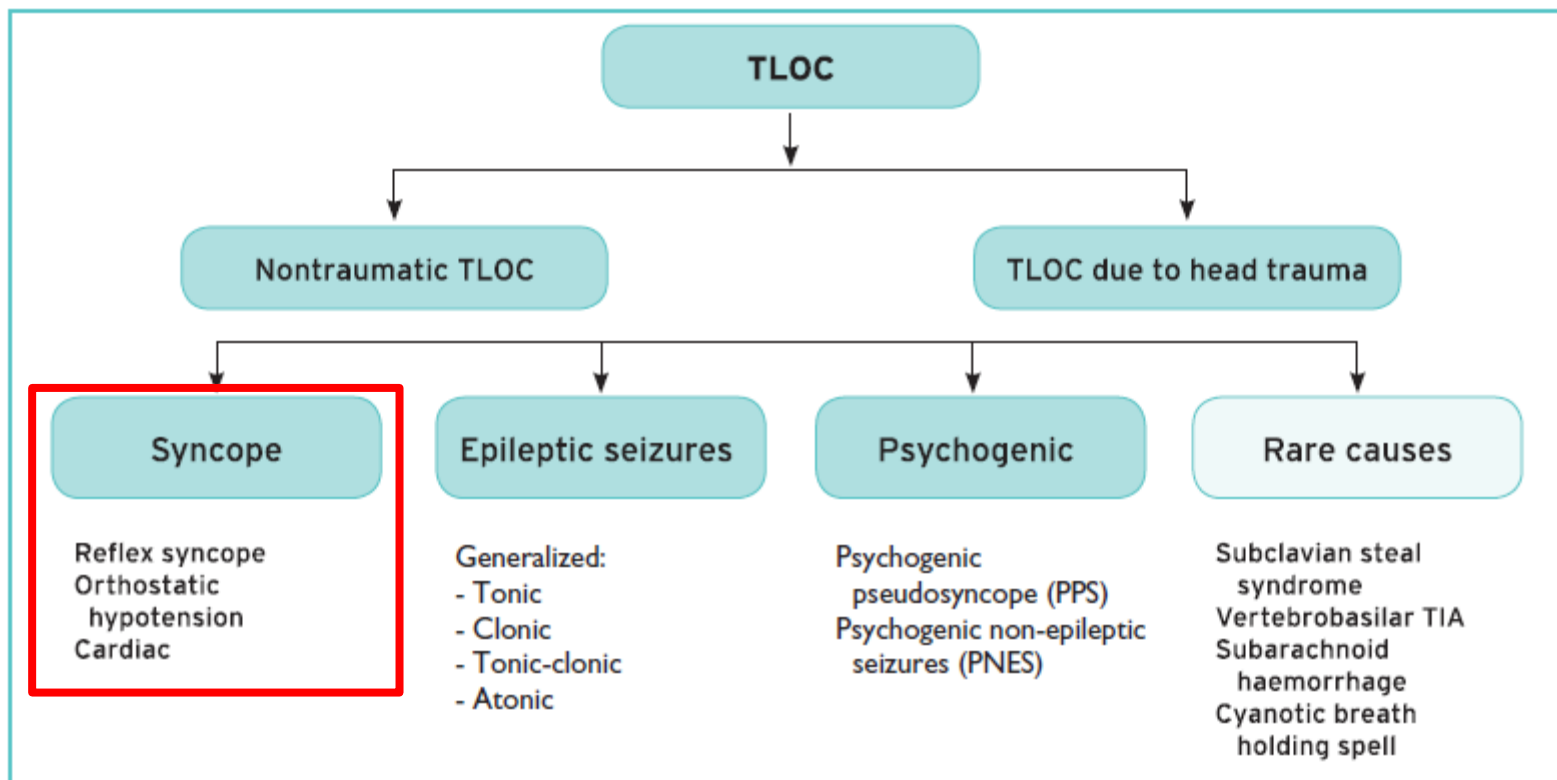 TLOC
Nontraumatic TLOC
TLOC due to head trauma
Syncope
Epileptic seizures
Psychogenic
Rare causes
Reflex syncope
Orthostatic
hypotension
Cardiac
Generalized:
- Tonic
- Clonic
- Tonic-clonic
- Atonic
Psychogenic
pseudosyncope (PPS)
Psychogenic non-epileptic
seizures (PNES)
Subclavian steal
syndrome
Vertebrobasilar TIA
Subarachnoid
haemorrhage
Cyanotic breath
holding spell